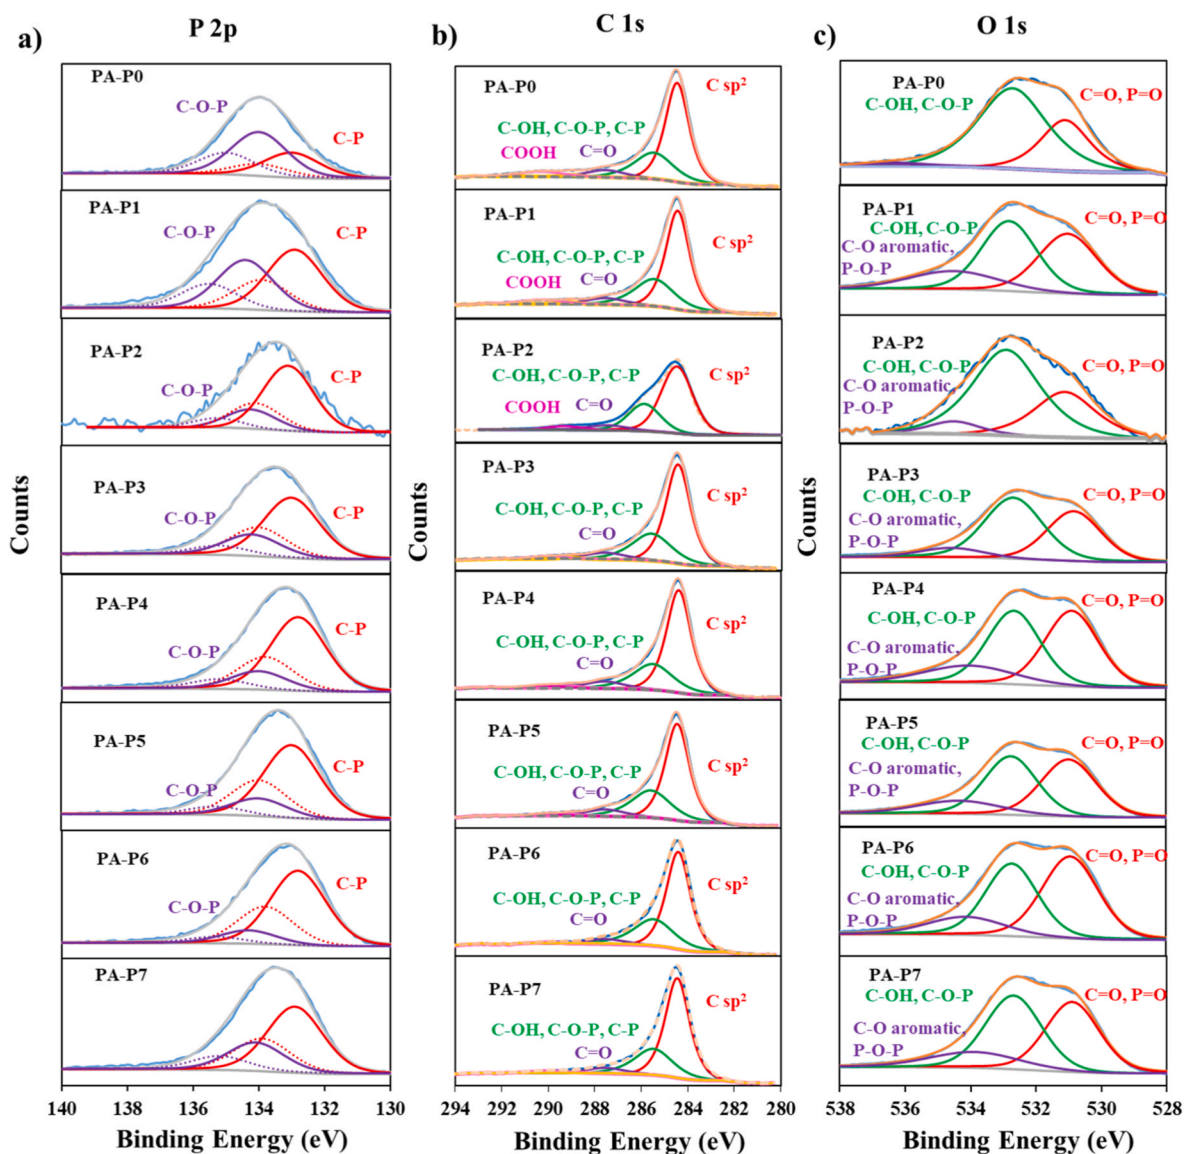 a)
P 2p
PA-P0
C-O-P
C-P
PA-P1
C-O-P
C-P
PA-P2
C-O-P
C-P
PA-P3
C-O-P
C-P
PA-P4
C-O-P
C-P
PA-P5
C-O-P
C-P
PA-P6
C-O-P
C-P
PA-P7
Counts
140 138 136 134 132 130
Binding Energy (eV)
b)
C 1s
PA-P0
C sp²
C-OH, C-O-P, C-P
COOH C=O
PA-P1
C sp²
C-OH, C-O-P, C-P
COOH C=O
PA-P2
C sp²
C-OH, C-O-P, C-P
COOH C=O
PA-P3
C sp²
C-OH, C-O-P, C-P
C=O
PA-P4
C sp²
C-OH, C-O-P, C-P
C=O
PA-P5
C sp²
C-OH, C-O-P, C-P
C=O
PA-P6
C sp²
C-OH, C-O-P, C-P
C=O
PA-P7
C sp²
C-OH, C-O-P, C-P
C=O
Counts
294 292 290 288 286 284 282 280
Binding Energy (eV)
c)
O 1s
PA-P0
C-OH, C-O-P
C=O, P=O
PA-P1
C-OH, C-O-P
C=O, P=O
C-O aromatic,
P-O-P
PA-P2
C-OH, C-O-P
C=O, P=O
C-O aromatic,
P-O-P
PA-P3
C-OH, C-O-P
C=O, P=O
C-O aromatic,
P-O-P
PA-P4
C=O, P=O
C-OH, C-O-P
C-O aromatic,
P-O-P
PA-P5
C-OH, C-O-P
C=O, P=O
C-O aromatic,
P-O-P
PA-P6
C=O, P=O
C-OH, C-O-P
C-O aromatic,
P-O-P
PA-P7
C-OH, C-O-P
C=O, P=O
C-O aromatic,
P-O-P
Counts
538 536 534 532 530 528
Binding Energy (eV)